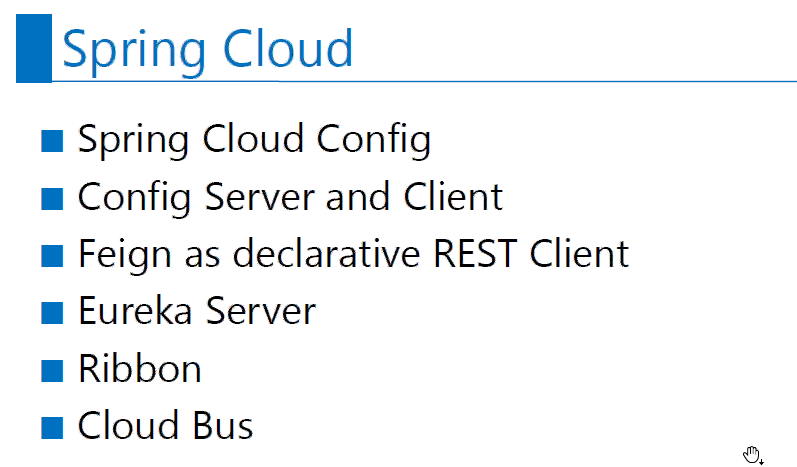 Spring Cloud
Spring Cloud Config
Config Server and Client
Feign as declarative REST Client
Eureka Server
Ribbon
Cloud Bus